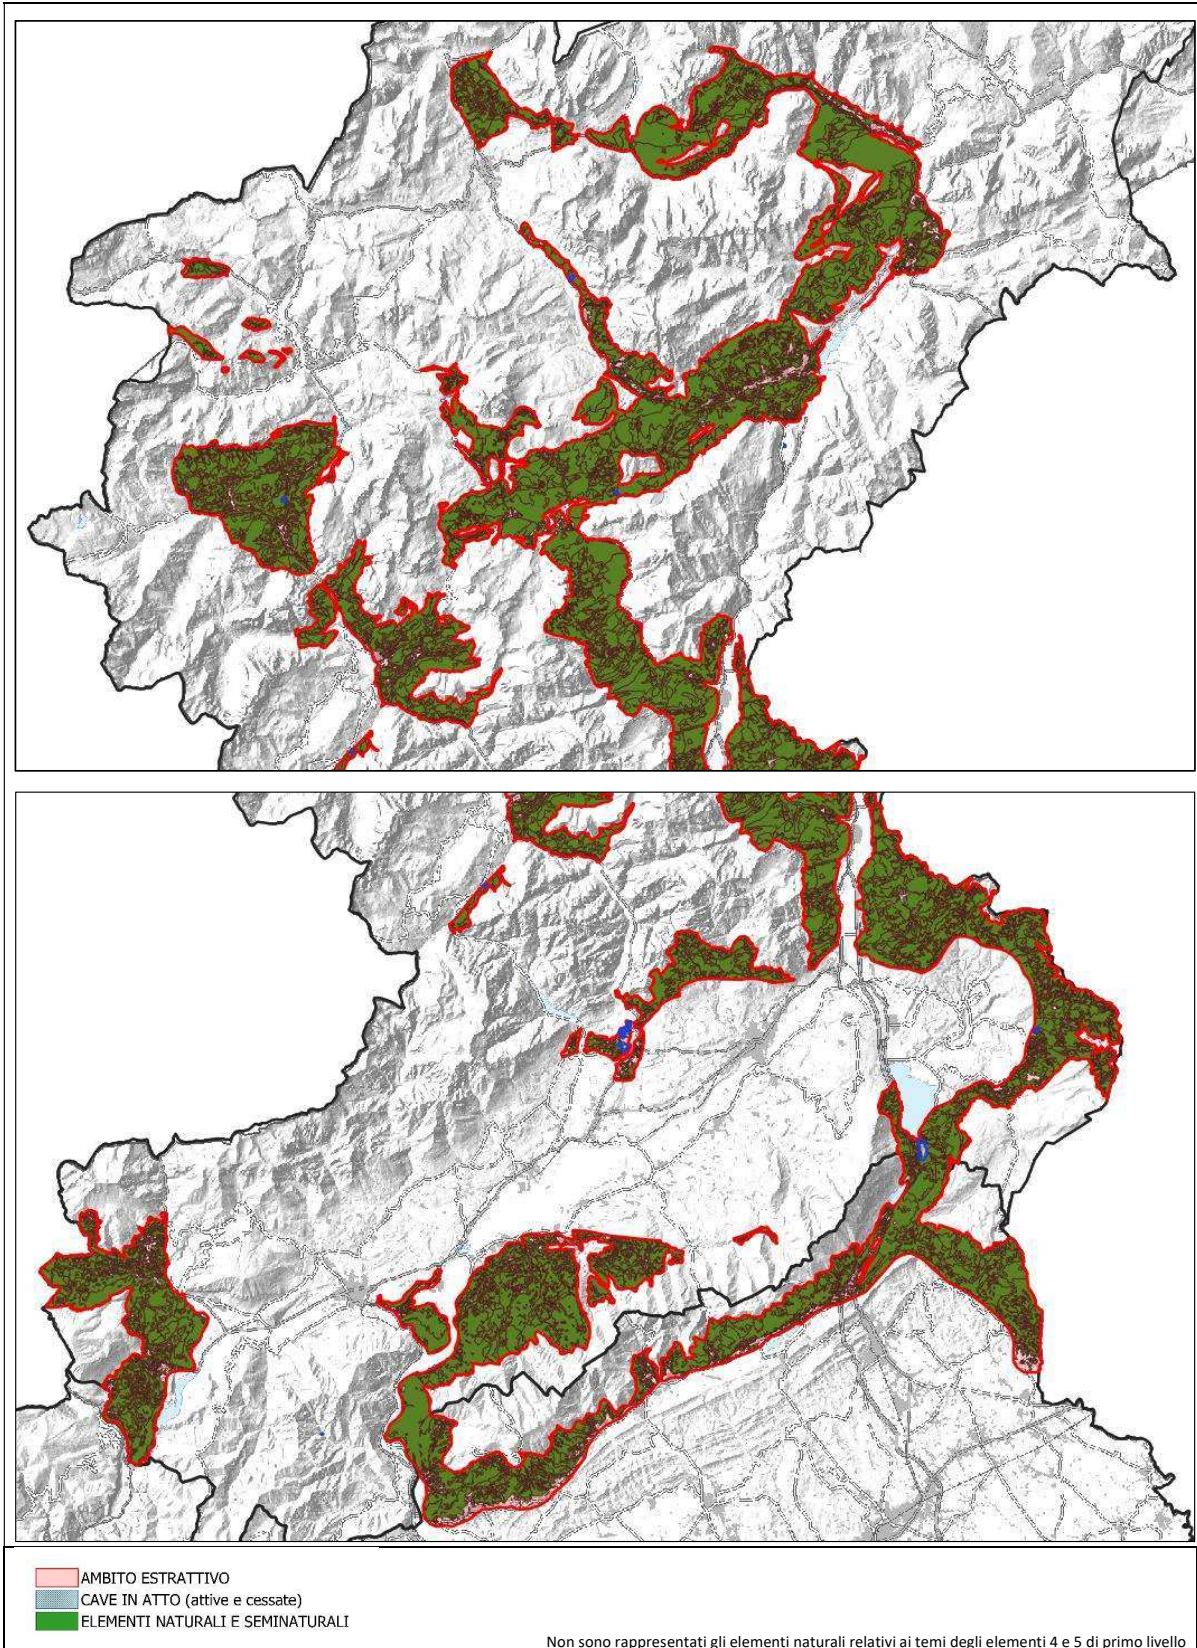 AMBITO ESTRATTIVO
CAVE IN ATTO (attive e cessate)
ELEMENTI NATURALI E SEMINATURALI
Non sono rappresentati gli elementi naturali relativi ai temi degli elementi 4 e 5 di primo livello